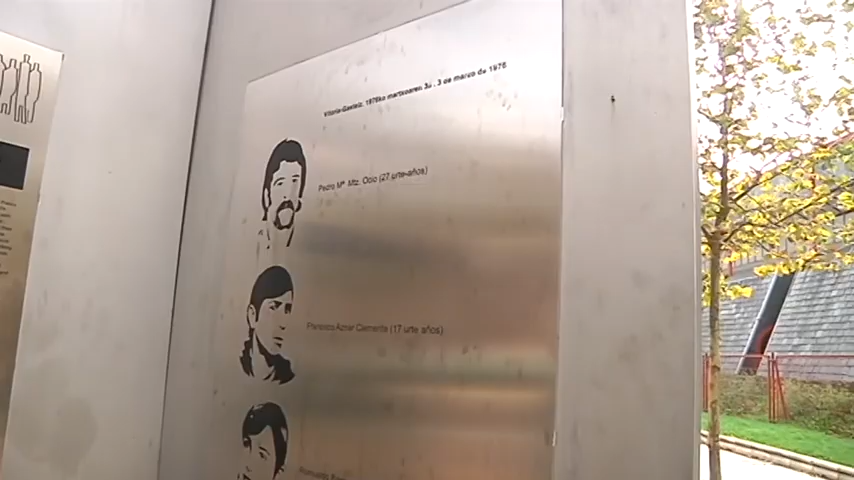 Vitoria-Gasteiz, 1976ko martxoaren 3a . 3 de marzo de 1976
Pedro Mª Mtz. Ocio (27 urte-años)
Francisco Aznar Clemente (17 urte años)
Romualdo